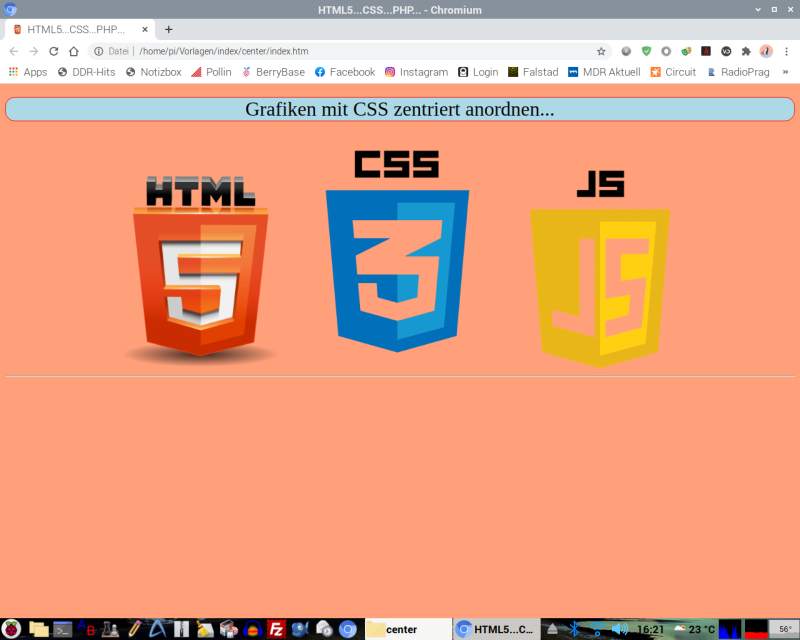 HTML5...CSS...PHP... - Chromium
HTML5...CSS...PHP...
Datei | /home/pi/Vorlagen/index/center/index.htm
Apps DDR-Hits Notizbox Pollin BerryBase Facebook Instagram Login Falstad MDR Aktuell Circuit RadioPrag »
Grafiken mit CSS zentriert anordnen...
HTML CSS JS
5 3 JS
center HTML5...C... 16:21 23 °C 56°